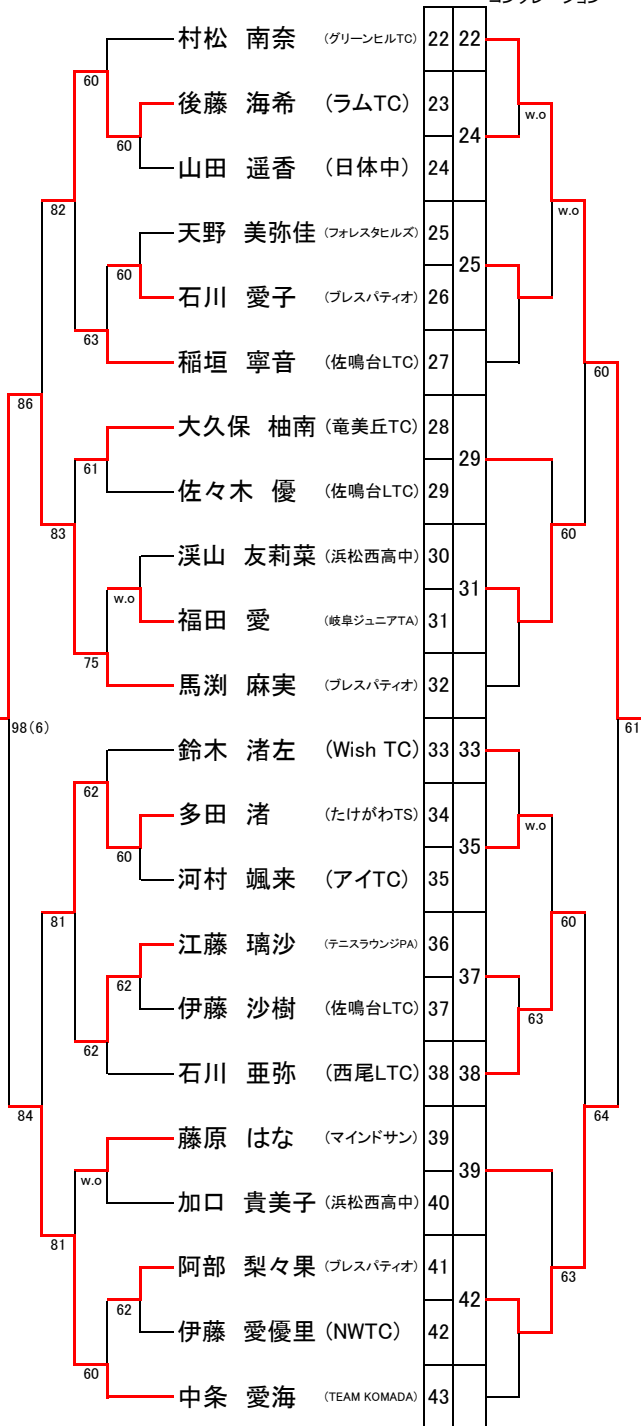 コンソレーション
村松 南奈 (グリーンヒルTC) 22 22
60
後藤 海希 (ラムTC) 23
w.o
24
60
山田 遥香 (日体中) 24
82
w.o
天野 美弥佳 (フォレスタヒルズ) 25
60
25
石川 愛子 (ブレスパティオ) 26
63
稲垣 寧音 (佐鳴台LTC) 27
60
86
大久保 柚南 (竜美丘TC) 28
61
29
佐々木 優 (佐鳴台LTC) 29
83
60
渓山 友莉菜 (浜松西高中) 30
w.o
31
福田 愛 (岐阜ジュニアTA) 31
75
馬渕 麻実 (ブレスパティオ) 32
98(6)
61
鈴木 渚左 (Wish TC) 33 33
62
多田 渚 (たけがわTS) 34
w.o
35
60
河村 颯来 (アイTC) 35
81
60
江藤 璃沙 (テニスラウンジPA) 36
62
37
伊藤 沙樹 (佐鳴台LTC) 37
63
62
石川 亜弥 (西尾LTC) 38 38
84
64
藤原 はな (マインドサン) 39
w.o
39
加口 貴美子 (浜松西高中) 40
81
阿部 梨々果 (ブレスパティオ) 41
63
62
42
伊藤 愛優里 (NWTC) 42
60
中条 愛海 (TEAM KOMADA) 43